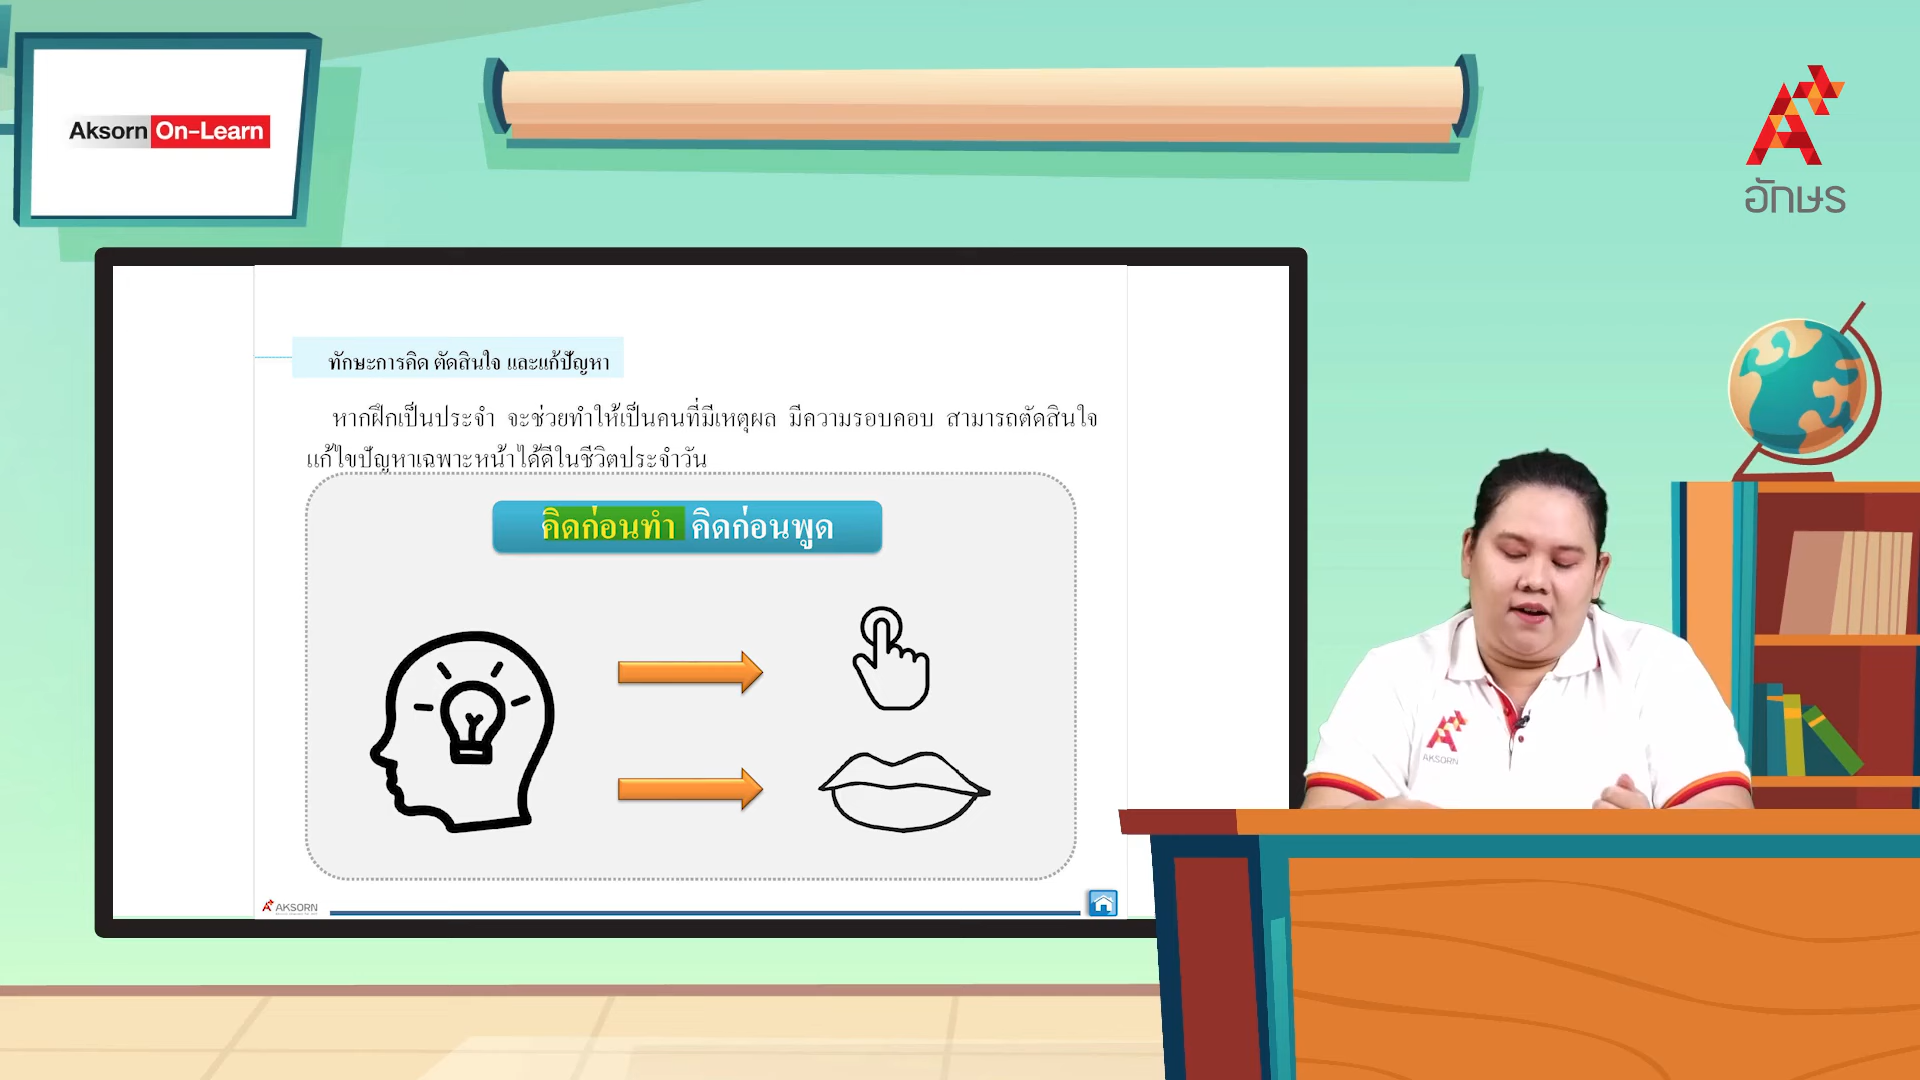 Aksorn On-Learn
อักษร
ทักษะการคิด ตัดสินใจ และแก้ปัญหา
หากฝึกเป็นประจำ จะช่วยทำให้เป็นคนที่มีเหตุผล มีความรอบคอบ สามารถตัดสินใจ
แก้ไขปัญหาเฉพาะหน้าได้ดีในชีวิตประจำวัน
คิดก่อนทำ คิดก่อนพูด
AKSORN
AKSORN